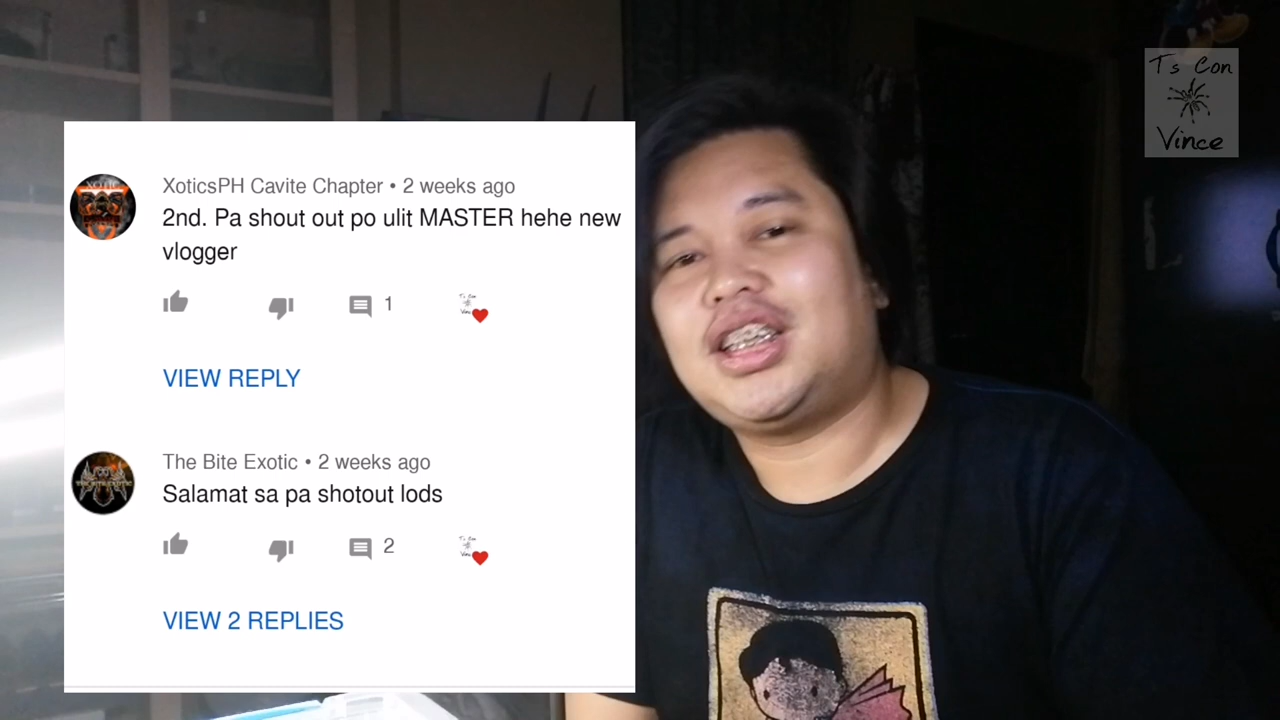 Ts Con
Vince
XoticsPH Cavite Chapter • 2 weeks ago
2nd. Pa shout out po ulit MASTER hehe new
vlogger
1
VIEW REPLY
The Bite Exotic • 2 weeks ago
Salamat sa pa shotout lods
2
VIEW 2 REPLIES